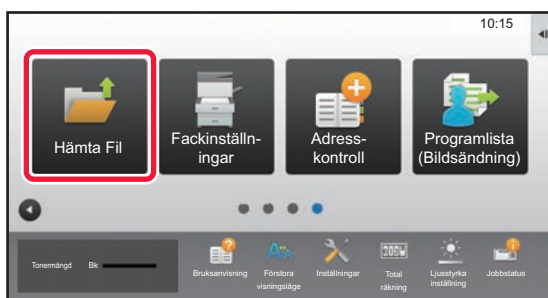 10:15
Hämta Fil
Fackinställn-
ingar
Adress-
kontroll
Programlista
(Bildsändning)
Tonermängd Bk
Bruksanvisning
Förstora
visningsläge
Inställningar
Total
räkning
Ljusstyrka
inställning
Jobbstatus